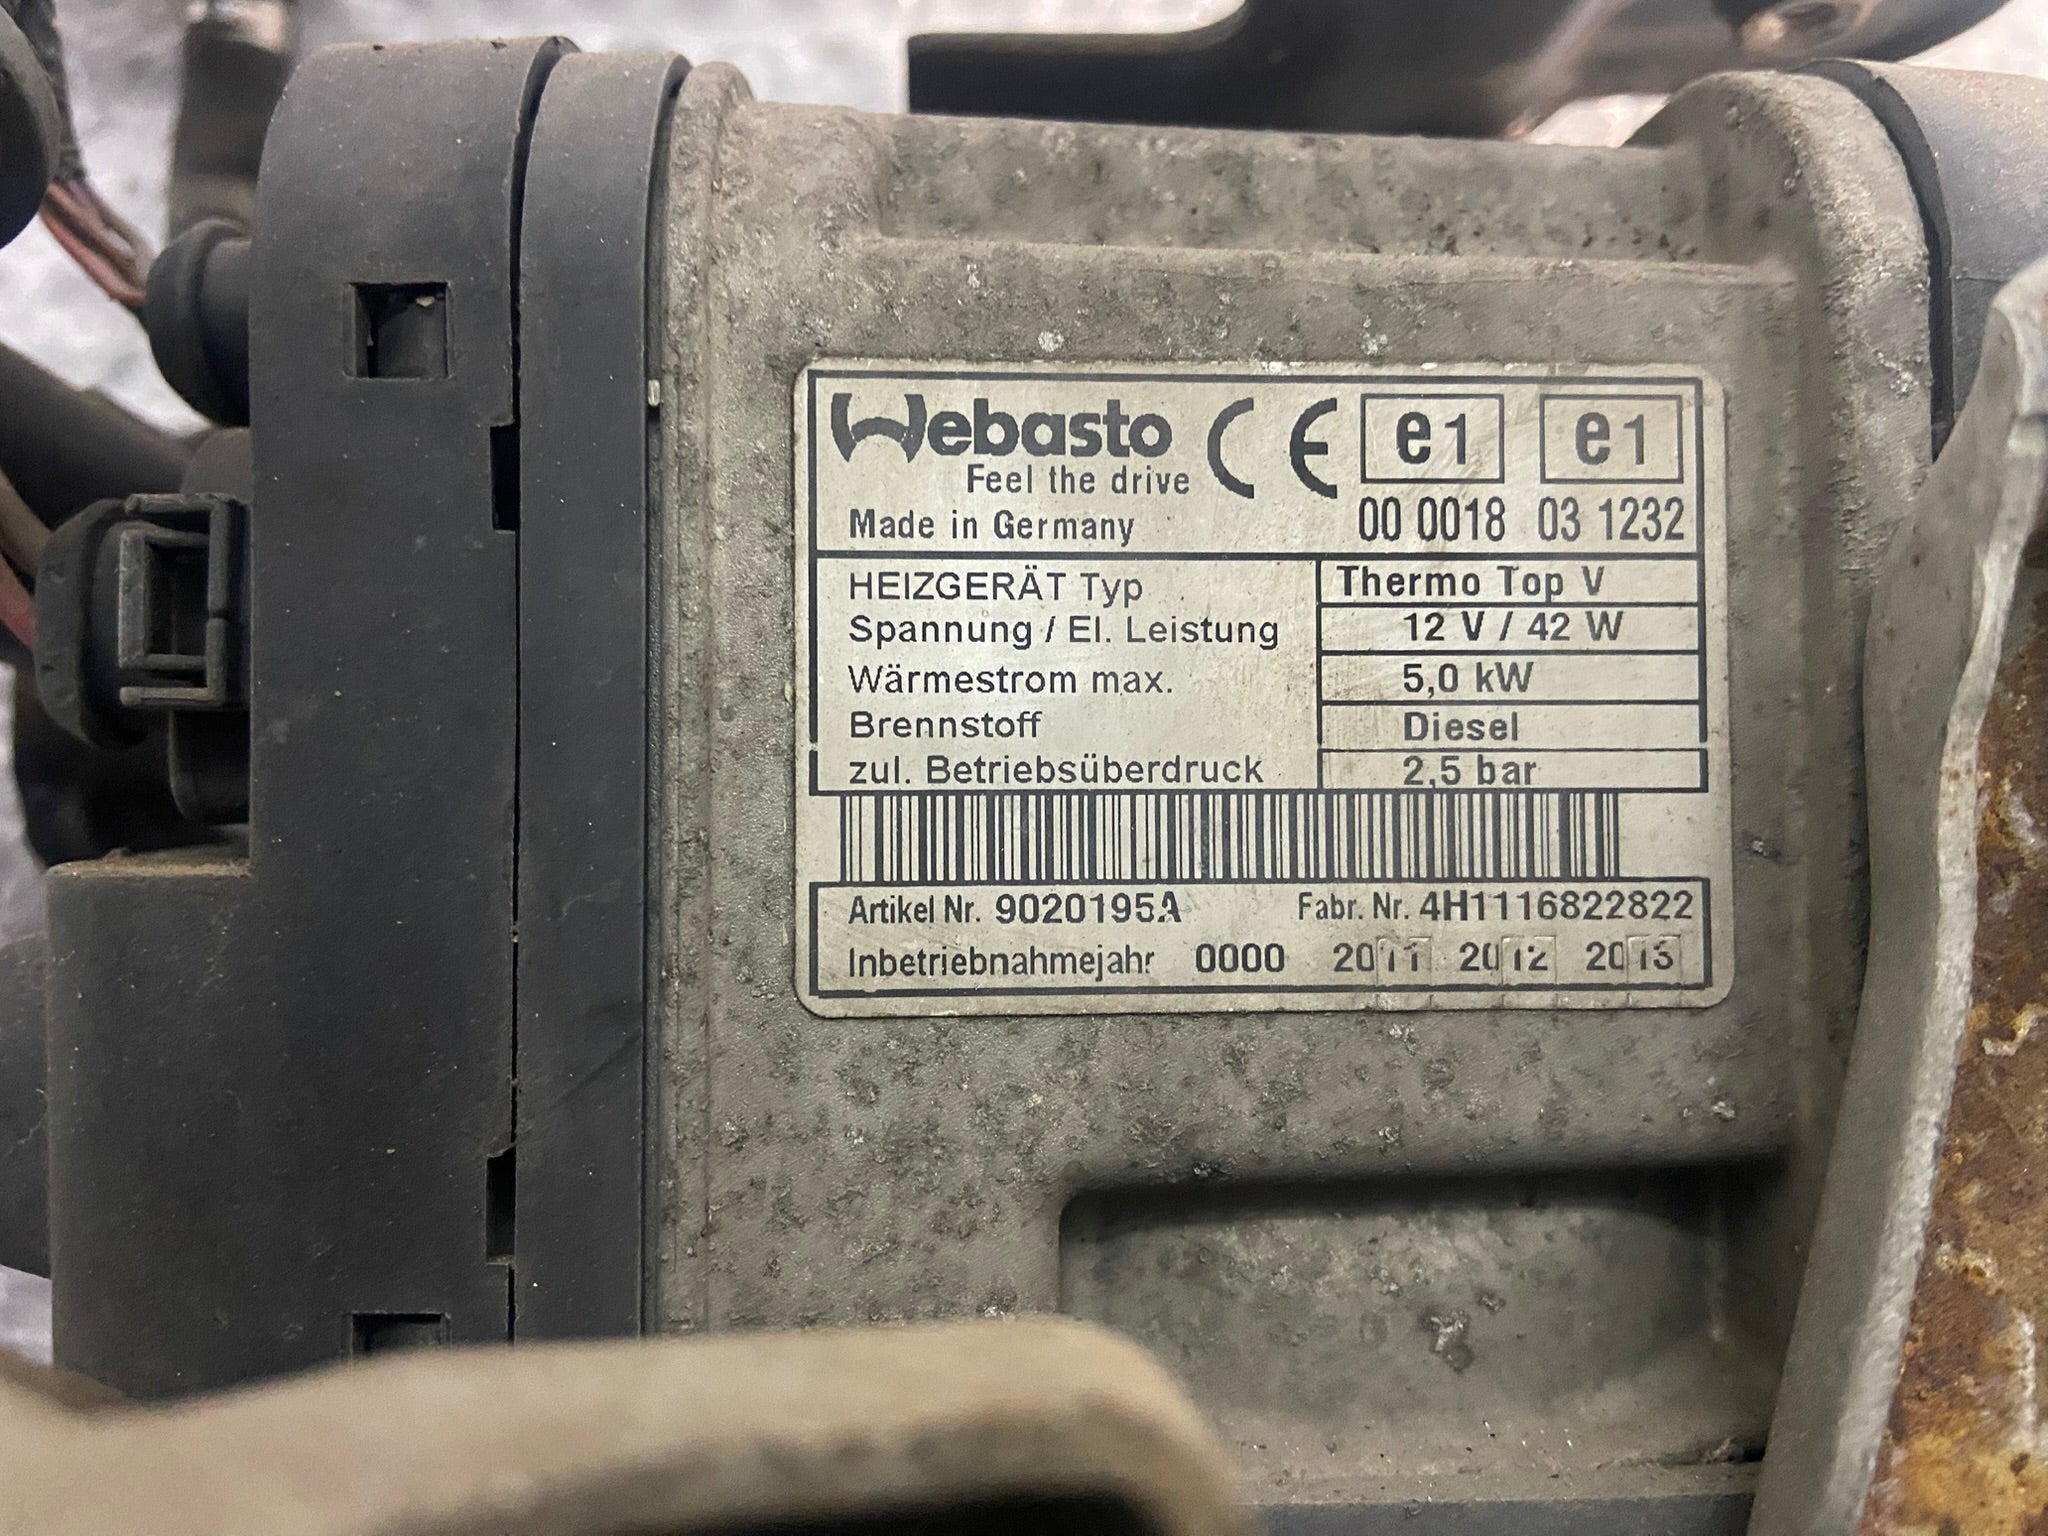 Webasto CE e1 e1
Feel the drive
Made in Germany 00 0018 03 1232
HEIZGERÄT Typ Thermo Top V
Spannung / El. Leistung 12 V / 42 W
Wärmestrom max. 5,0 kW
Brennstoff Diesel
zul. Betriebsüberdruck 2,5 bar
Artikel Nr. 9020195A Fabr. Nr. 4H1116822822
Inbetriebnahmejahr 0000 2011 2012 2013